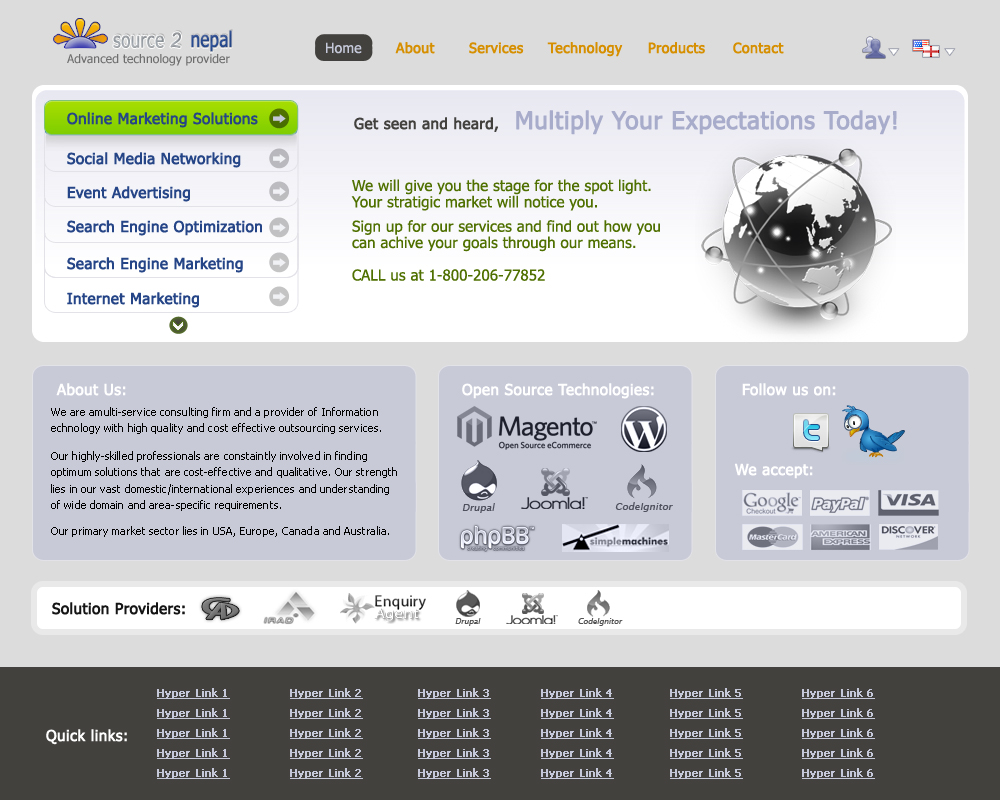 source 2 nepal
Advanced technology provider
Home About Services Technology Products Contact
Online Marketing Solutions
Social Media Networking
Event Advertising
Search Engine Optimization
Search Engine Marketing
Internet Marketing
Get seen and heard, Multiply Your Expectations Today!
We will give you the stage for the spot light.
Your stratigic market will notice you.
Sign up for our services and find out how you
can achive your goals through our means.
CALL us at 1-800-206-77852
About Us:
We are amulti-service consulting firm and a provider of Information
echnology with high quality and cost effective outsourcing services.
Our highly-skilled professionals are constaintly involved in finding
optimum solutions that are cost-effective and qualitative. Our strength
lies in our vast domestic/international experiences and understanding
of wide domain and area-specific requirements.
Our primary market sector lies in USA, Europe, Canada and Australia.
Open Source Technologies:
Magento™
Open Source eCommerce
W
Drupal
Joomla!
CodeIgnitor
phpBB™
simplemachines
Follow us on:
t
We accept:
Google
Checkout
PayPal
VISA
MasterCard
AMERICAN
EXPRESS
DISCOVER
NETWORK
Solution Providers:
IRAD
Enquiry
Agent
Drupal
Joomla!
CodeIgnitor
Quick links:
Hyper Link 1 Hyper Link 2 Hyper Link 3 Hyper Link 4 Hyper Link 5 Hyper Link 6
Hyper Link 1 Hyper Link 2 Hyper Link 3 Hyper Link 4 Hyper Link 5 Hyper Link 6
Hyper Link 1 Hyper Link 2 Hyper Link 3 Hyper Link 4 Hyper Link 5 Hyper Link 6
Hyper Link 1 Hyper Link 2 Hyper Link 3 Hyper Link 4 Hyper Link 5 Hyper Link 6
Hyper Link 1 Hyper Link 2 Hyper Link 3 Hyper Link 4 Hyper Link 5 Hyper Link 6